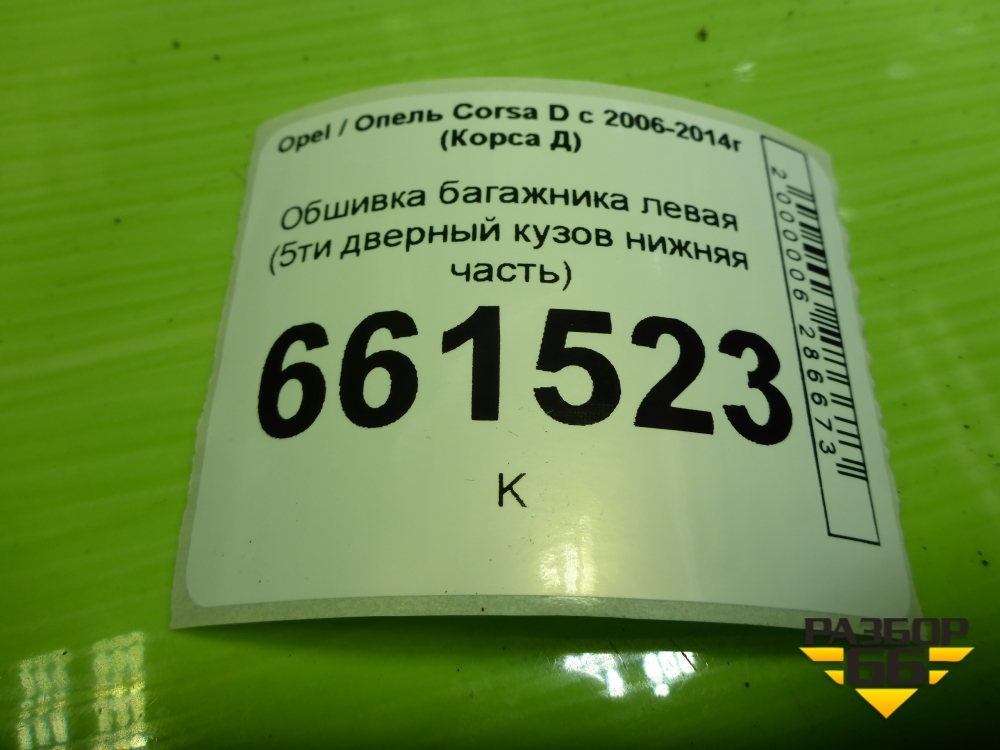 Opel / Опель Corsa D с 2006-2014г
(Корса Д)
Обшивка багажника левая
(5ти дверный кузов нижняя
часть)
661523
К
2000006286673
РАЗБОР
66